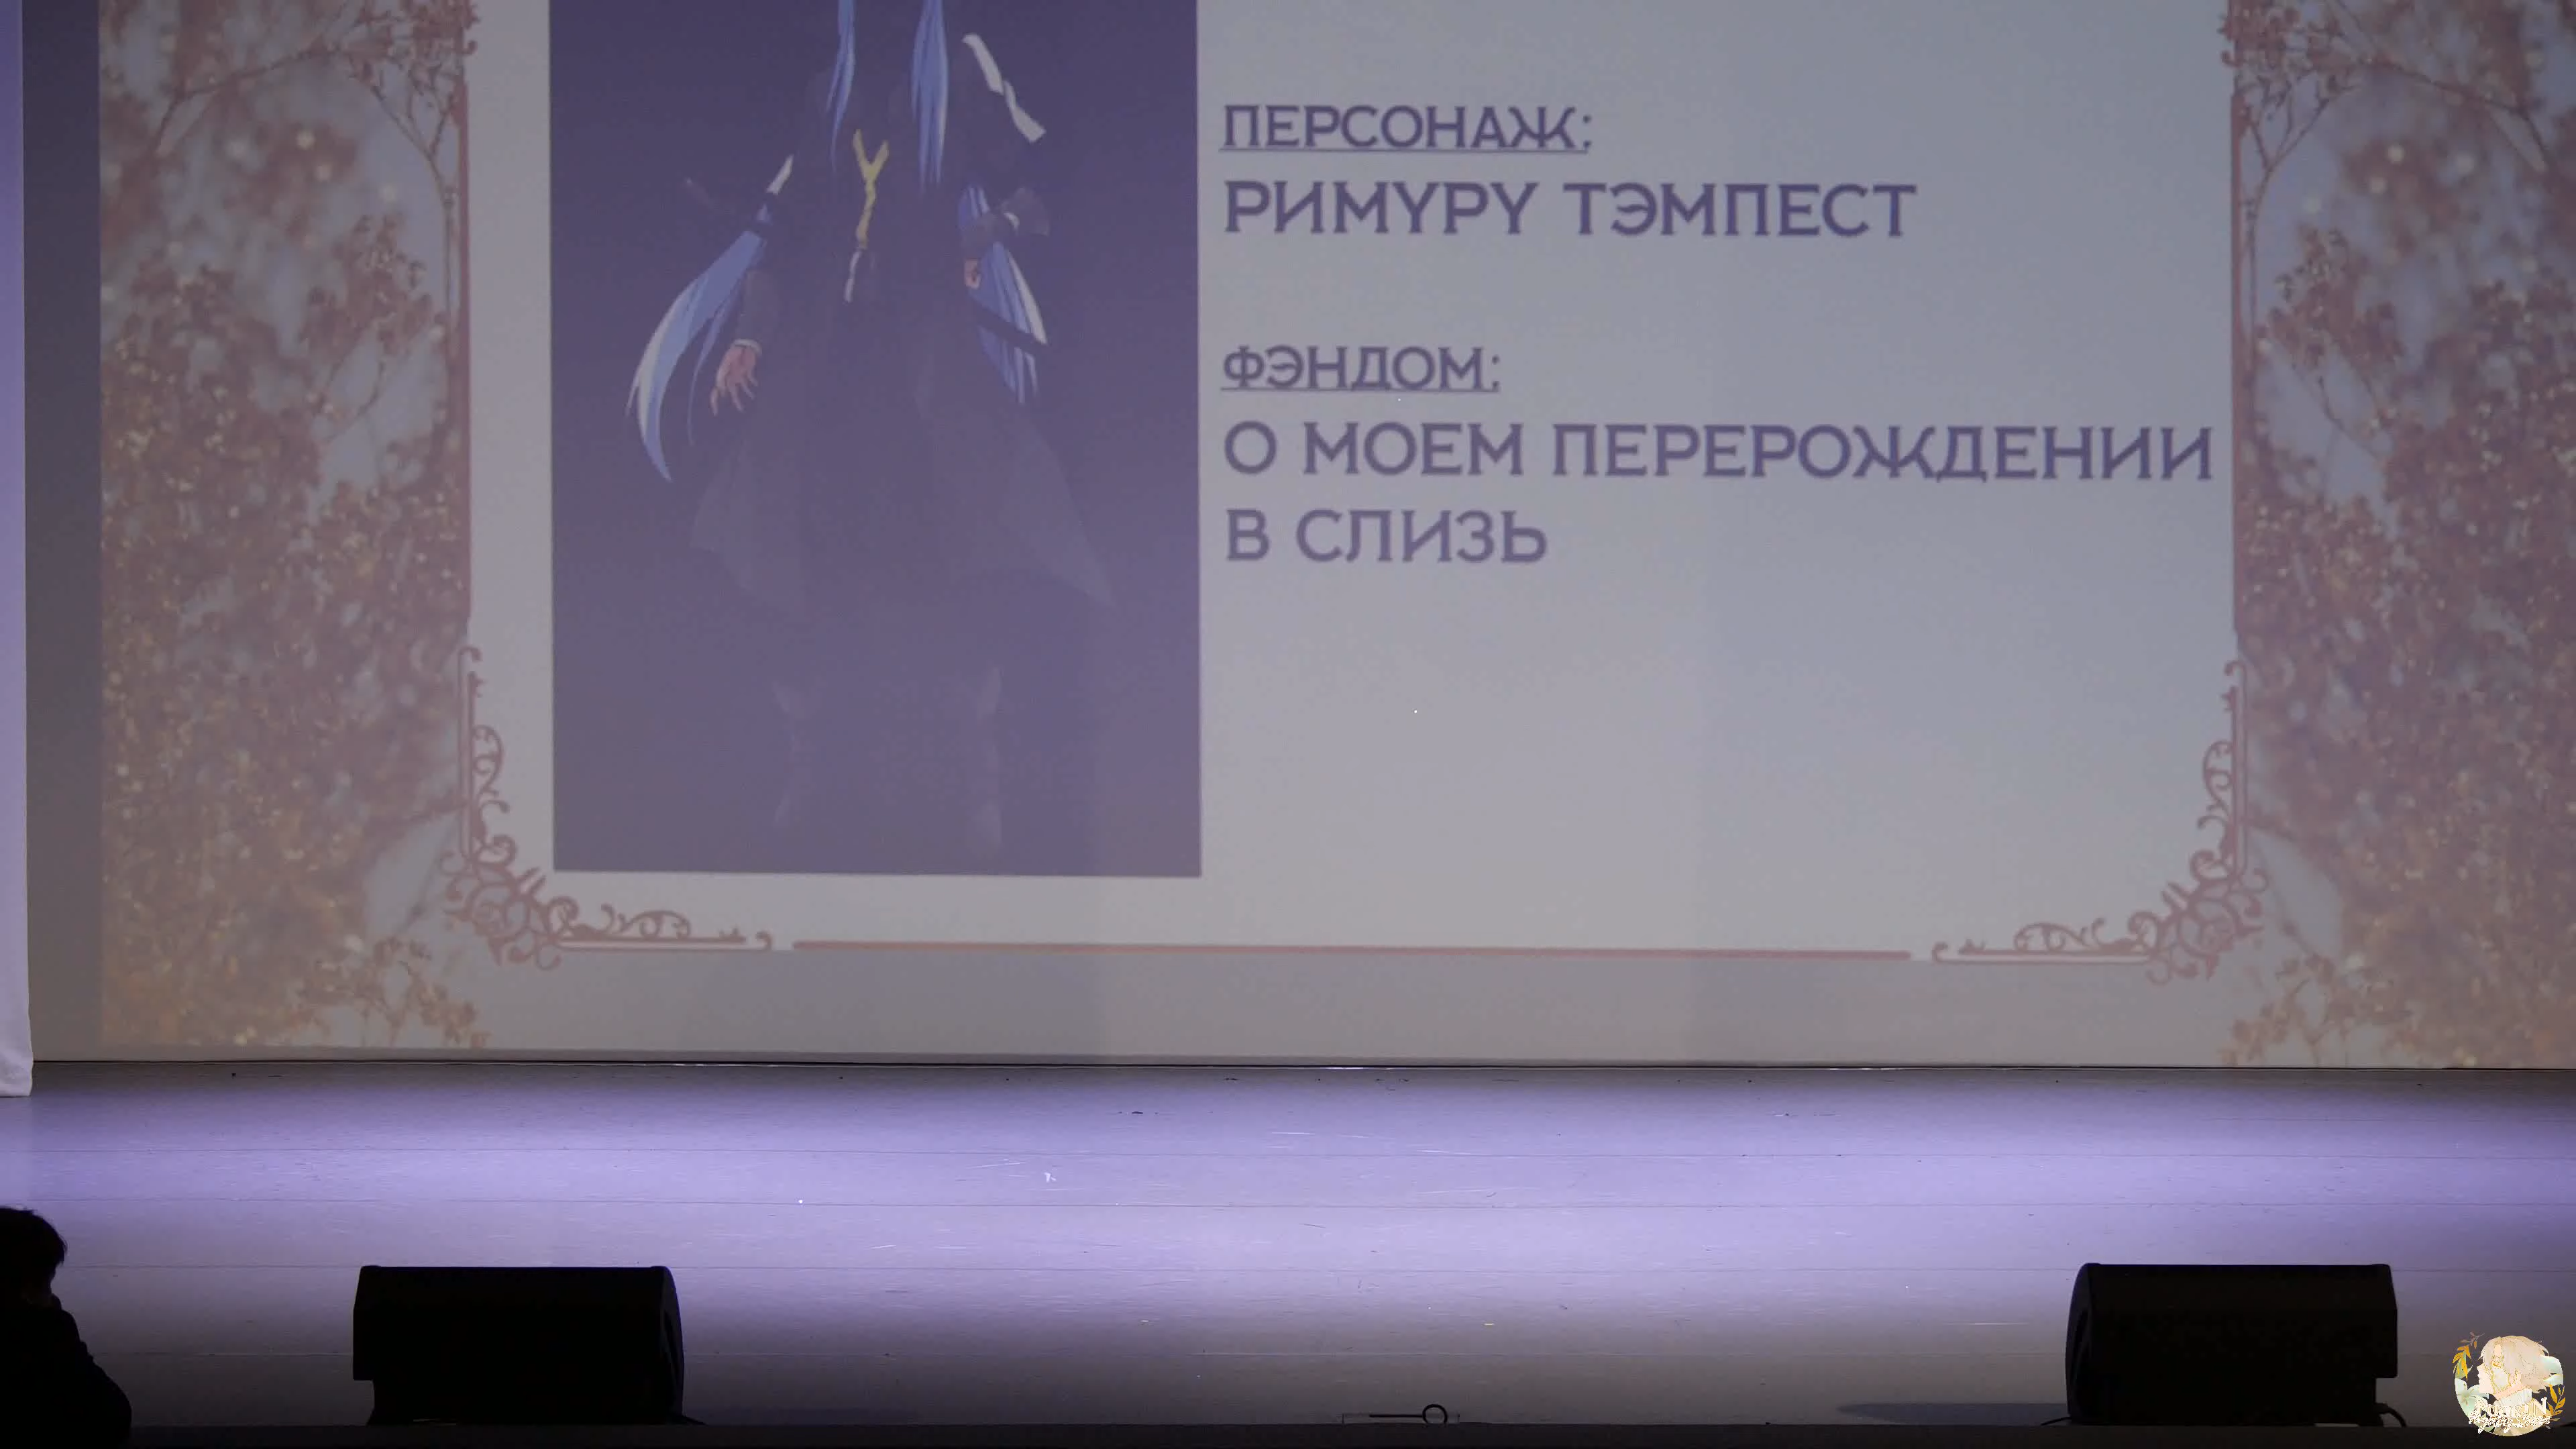 ПЕРСОНАЖ:
РИМУРУ ТЭМПЕСТ
ФЭНДОМ:
О МОЕМ ПЕРЕРОЖДЕНИИ
В СЛИЗЬ